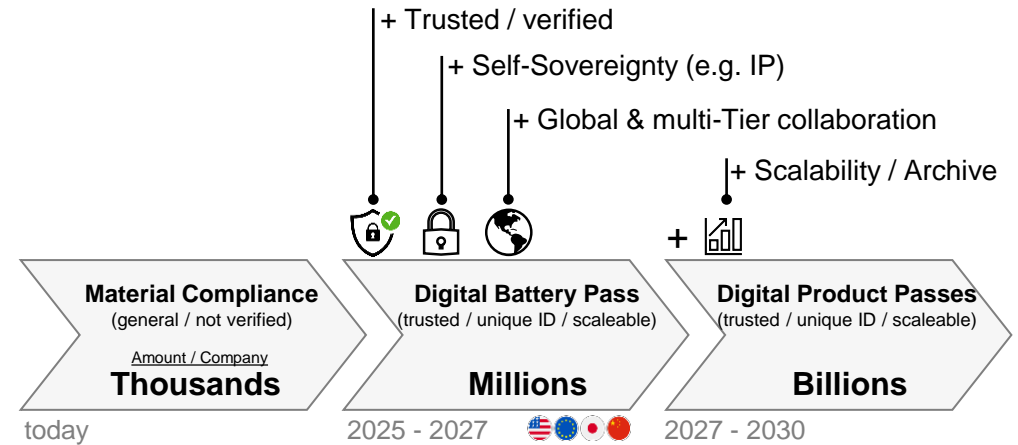 + Trusted / verified
+ Self-Sovereignty (e.g. IP)
+ Global & multi-Tier collaboration
+ Scalability / Archive
+
Material Compliance
(general / not verified)
Amount / Company
Thousands
Digital Battery Pass
(trusted / unique ID / scaleable)
Millions
Digital Product Passes
(trusted / unique ID / scaleable)
Billions
today
2025 - 2027
2027 - 2030